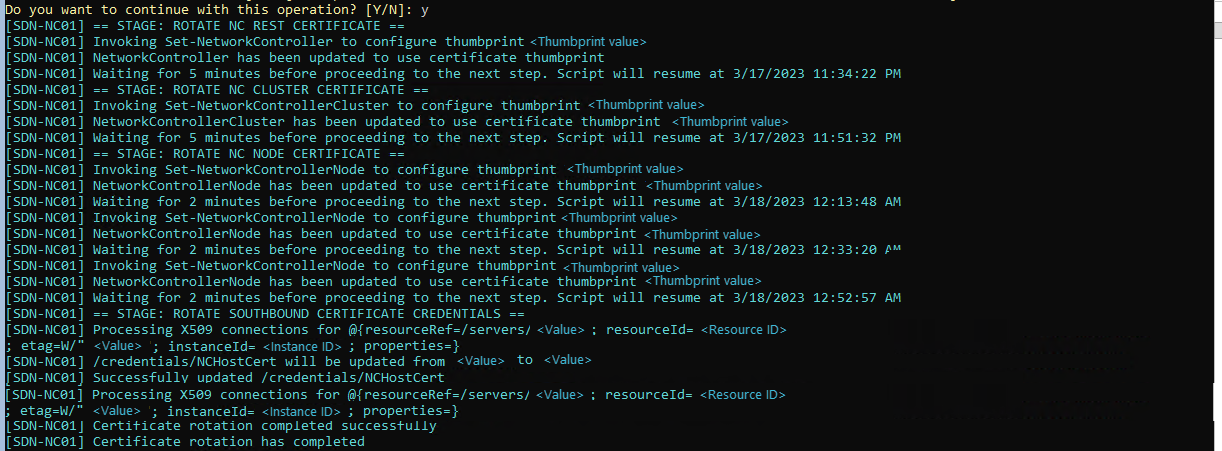 Do you want to continue with this operation? [Y/N]: y
[SDN-NC01] == STAGE: ROTATE NC REST CERTIFICATE ==
[SDN-NC01] Invoking Set-NetworkController to configure thumbprint <Thumbprint value>
[SDN-NC01] NetworkController has been updated to use certificate thumbprint
[SDN-NC01] Waiting for 5 minutes before proceeding to the next step. Script will resume at 3/17/2023 11:34:22 PM
[SDN-NC01] == STAGE: ROTATE NC CLUSTER CERTIFICATE ==
[SDN-NC01] Invoking Set-NetworkControllerCluster to configure thumbprint <Thumbprint value>
[SDN-NC01] NetworkControllerCluster has been updated to use certificate thumbprint <Thumbprint value>
[SDN-NC01] Waiting for 5 minutes before proceeding to the next step. Script will resume at 3/17/2023 11:51:32 PM
[SDN-NC01] == STAGE: ROTATE NC NODE CERTIFICATE ==
[SDN-NC01] Invoking Set-NetworkControllerNode to configure thumbprint <Thumbprint value>
[SDN-NC01] NetworkControllerNode has been updated to use certificate thumbprint <Thumbprint value>
[SDN-NC01] Waiting for 2 minutes before proceeding to the next step. Script will resume at 3/18/2023 12:13:48 AM
[SDN-NC01] Invoking Set-NetworkControllerNode to configure thumbprint <Thumbprint value>
[SDN-NC01] NetworkControllerNode has been updated to use certificate thumbprint <Thumbprint value>
[SDN-NC01] Waiting for 2 minutes before proceeding to the next step. Script will resume at 3/18/2023 12:33:20 AM
[SDN-NC01] Invoking Set-NetworkControllerNode to configure thumbprint <Thumbprint value>
[SDN-NC01] NetworkControllerNode has been updated to use certificate thumbprint <Thumbprint value>
[SDN-NC01] Waiting for 2 minutes before proceeding to the next step. Script will resume at 3/18/2023 12:52:57 AM
[SDN-NC01] == STAGE: ROTATE SOUTHBOUND CERTIFICATE CREDENTIALS ==
[SDN-NC01] Processing X509 connections for @{resourceRef=/servers/ <Value> ; resourceId= <Resource ID>
; etag=W/" <Value> "; instanceId= <Instance ID> ; properties=}
[SDN-NC01] /credentials/NCHostCert will be updated from <Value> to <Value>
[SDN-NC01] Successfully updated /credentials/NCHostCert
[SDN-NC01] Processing X509 connections for @{resourceRef=/servers/ <Value> ; resourceId= <Resource ID>
; etag=W/" <Value> "; instanceId= <Instance ID> ; properties=}
[SDN-NC01] Certificate rotation completed successfully
[SDN-NC01] Certificate rotation has completed